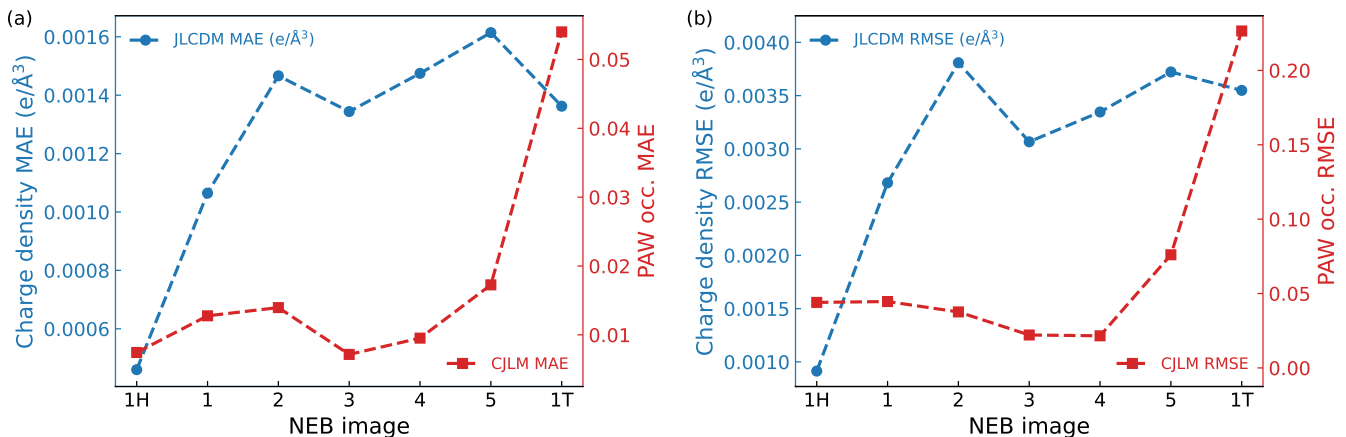 (a)
JLCDM MAE (e/Å³)
CJLM MAE
Charge density MAE (e/Å³)
0.0016
0.0014
0.0012
0.0010
0.0008
0.0006
PAW occ. MAE
0.05
0.04
0.03
0.02
0.01
1H 1 2 3 4 5 1T
NEB image
(b)
JLCDM RMSE (e/Å³)
CJLM RMSE
Charge density RMSE (e/Å³)
0.0040
0.0035
0.0030
0.0025
0.0020
0.0015
0.0010
PAW occ. RMSE
0.20
0.15
0.10
0.05
0.00
1H 1 2 3 4 5 1T
NEB image